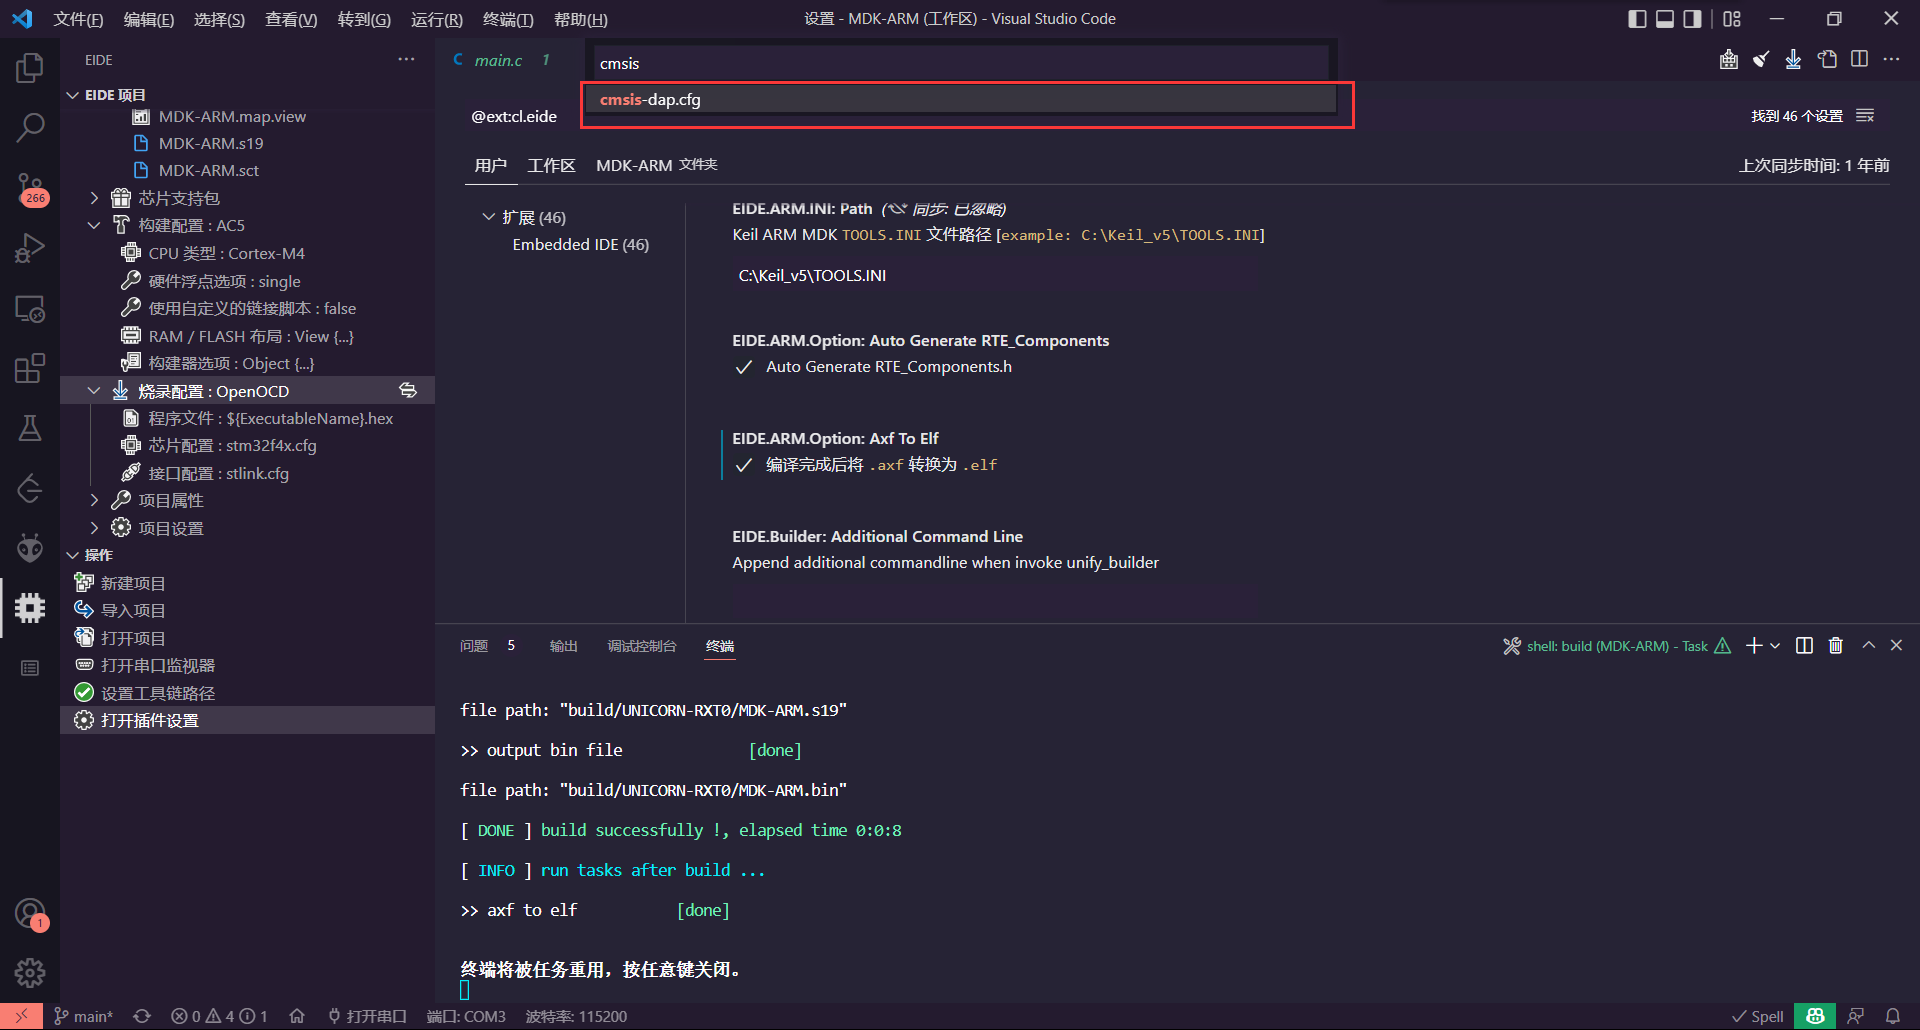 文件(F) 编辑(E) 选择(S) 查看(V) 转到(G) 运行(R) 终端(T) 帮助(H)
设置 - MDK-ARM (工作区) - Visual Studio Code
EIDE
EIDE 项目
MDK-ARM.map.view
MDK-ARM.s19
MDK-ARM.sct
芯片支持包
构建配置 : AC5
CPU 类型 : Cortex-M4
硬件浮点选项 : single
使用自定义的链接脚本 : false
RAM / FLASH 布局 : View {...}
构建器选项 : Object {...}
烧录配置 : OpenOCD
程序文件 : ${ExecutableName}.hex
芯片配置 : stm32f4x.cfg
接口配置 : stlink.cfg
项目属性
项目设置
操作
新建项目
导入项目
打开项目
打开串口监视器
设置工具链路径
打开插件设置
266
1
main.c 1
cmsis
cmsis-dap.cfg
@ext:cl.eide
找到 46 个设置
用户 工作区 MDK-ARM 文件夹
上次同步时间: 1 年前
扩展 (46)
Embedded IDE (46)
EIDE.ARM.INI: Path (同步: 已忽略)
Keil ARM MDK TOOLS.INI 文件路径 [example: C:\Keil_v5\TOOLS.INI]
C:\Keil_v5\TOOLS.INI
EIDE.ARM.Option: Auto Generate RTE_Components
Auto Generate RTE_Components.h
EIDE.ARM.Option: Axf To Elf
编译完成后将 .axf 转换为 .elf
EIDE.Builder: Additional Command Line
Append additional commandline when invoke unify_builder
问题 5 输出 调试控制台 终端
shell: build (MDK-ARM) - Task
file path: "build/UNICORN-RXT0/MDK-ARM.s19"
>> output bin file [done]
file path: "build/UNICORN-RXT0/MDK-ARM.bin"
[ DONE ] build successfully !, elapsed time 0:0:8
[ INFO ] run tasks after build ...
>> axf to elf [done]
终端将被任务重用，按任意键关闭。
main* 0 4 1 打开串口 端口: COM3 波特率: 115200
Spell